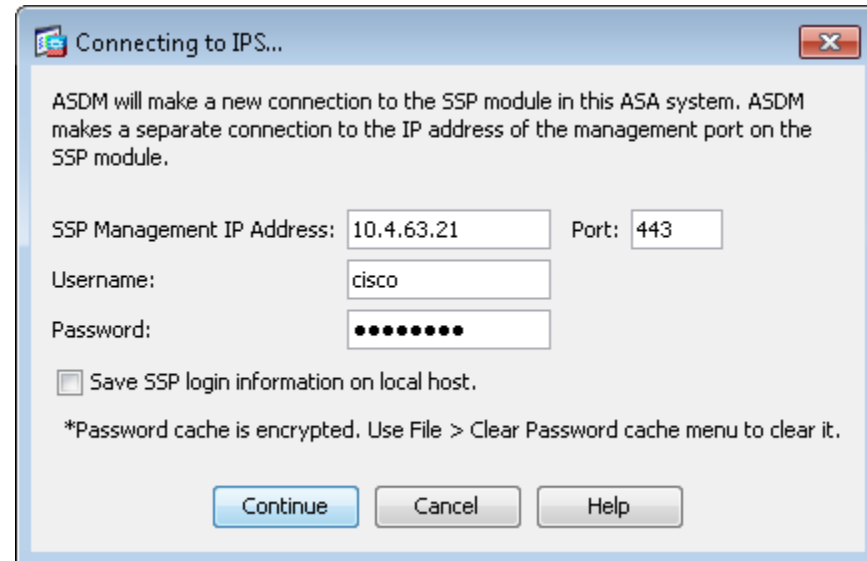 Connecting to IPS...
ASDM will make a new connection to the SSP module in this ASA system. ASDM
makes a separate connection to the IP address of the management port on the
SSP module.
SSP Management IP Address: 10.4.63.21 Port: 443
Username: cisco
Password: ●●●●●●●●
Save SSP login information on local host.
*Password cache is encrypted. Use File > Clear Password cache menu to clear it.
Continue Cancel Help